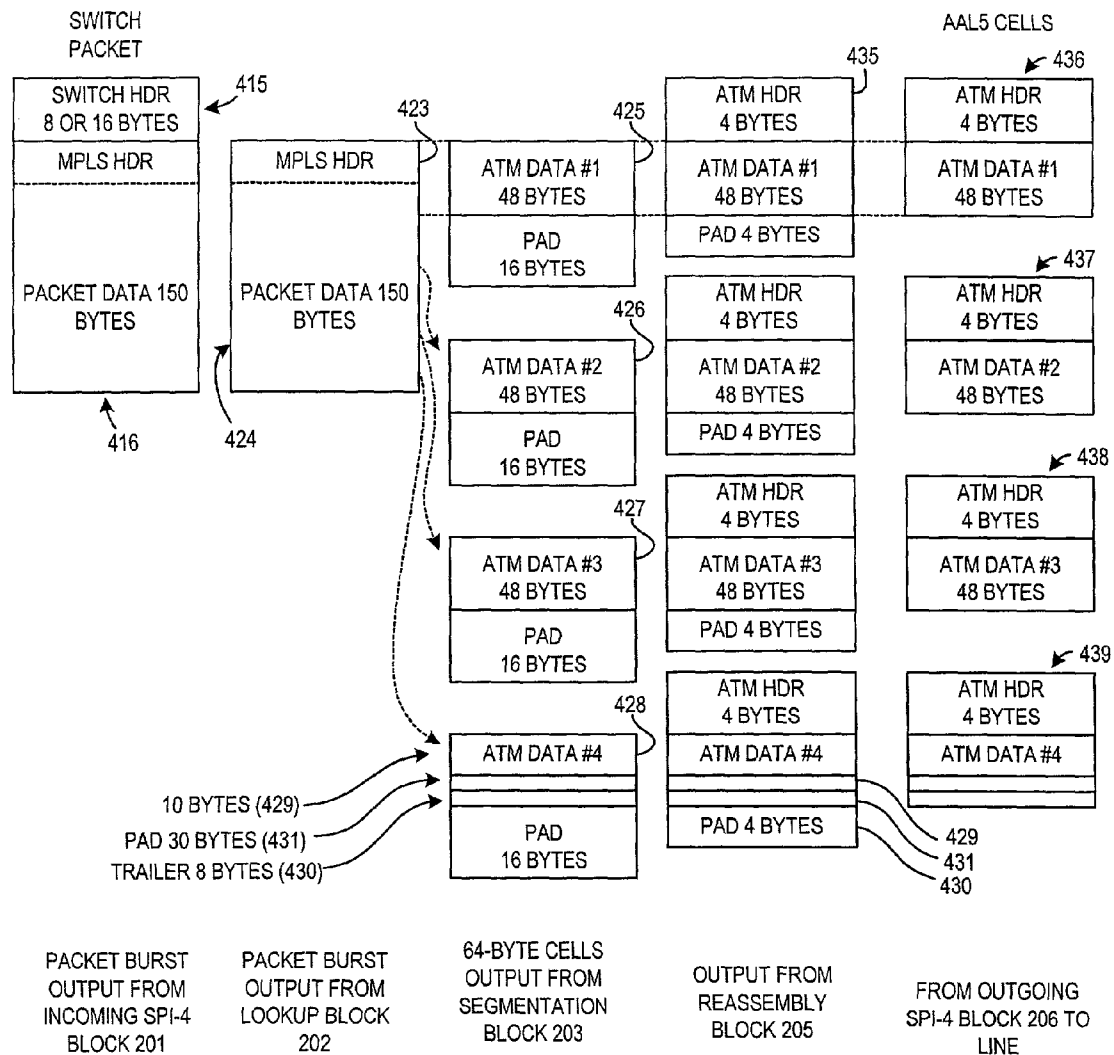 SWITCH
PACKET
SWITCH HDR
8 OR 16 BYTES
415
MPLS HDR
PACKET DATA 150
BYTES
416
423
MPLS HDR
PACKET DATA 150
BYTES
424
425
ATM DATA #1
48 BYTES
PAD
16 BYTES
426
ATM DATA #2
48 BYTES
PAD
16 BYTES
427
ATM DATA #3
48 BYTES
PAD
16 BYTES
428
ATM DATA #4
PAD
16 BYTES
10 BYTES (429)
PAD 30 BYTES (431)
TRAILER 8 BYTES (430)
435
ATM HDR
4 BYTES
ATM DATA #1
48 BYTES
PAD 4 BYTES
ATM HDR
4 BYTES
ATM DATA #2
48 BYTES
PAD 4 BYTES
ATM HDR
4 BYTES
ATM DATA #3
48 BYTES
PAD 4 BYTES
ATM HDR
4 BYTES
ATM DATA #4
PAD 4 BYTES
429
431
430
AAL5 CELLS
436
ATM HDR
4 BYTES
ATM DATA #1
48 BYTES
437
ATM HDR
4 BYTES
ATM DATA #2
48 BYTES
438
ATM HDR
4 BYTES
ATM DATA #3
48 BYTES
439
ATM HDR
4 BYTES
ATM DATA #4
PACKET BURST
OUTPUT FROM
INCOMING SPI-4
BLOCK 201
PACKET BURST
OUTPUT FROM
LOOKUP BLOCK
202
64-BYTE CELLS
OUTPUT FROM
SEGMENTATION
BLOCK 203
OUTPUT FROM
REASSEMBLY
BLOCK 205
FROM OUTGOING
SPI-4 BLOCK 206 TO
LINE